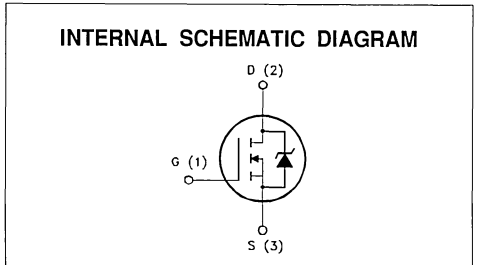 INTERNAL SCHEMATIC DIAGRAM
D (2)
G (1)
S (3)